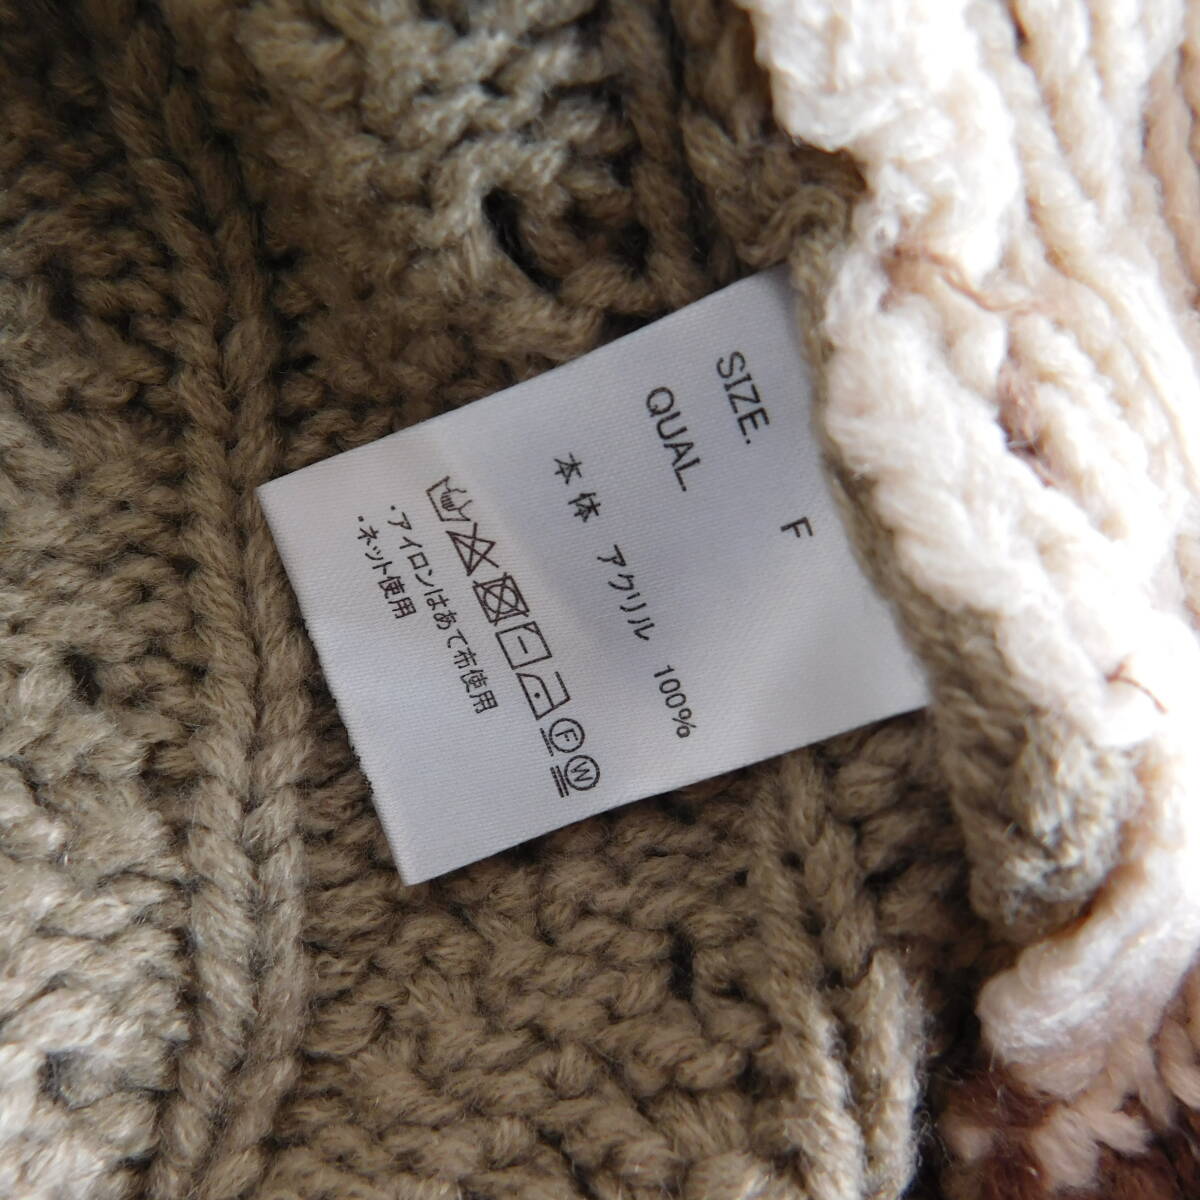 SIZE. F
QUAL.
本体 アクリル 100%
F W
・アイロンはあて布使用
・ネット使用